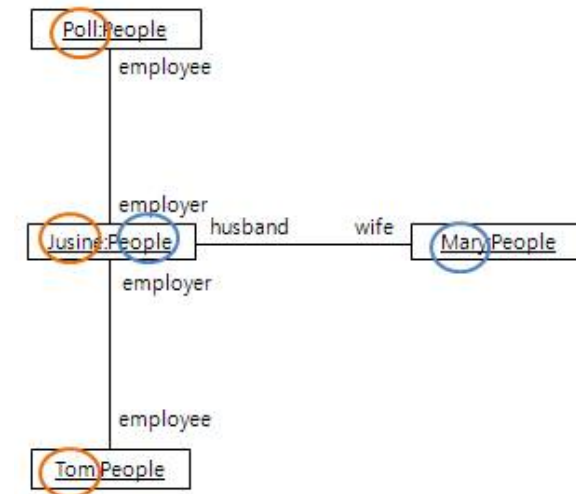 Poll:People
employee
employer
Jusine:People
husband
wife
Mary:People
employer
employee
Tom:People